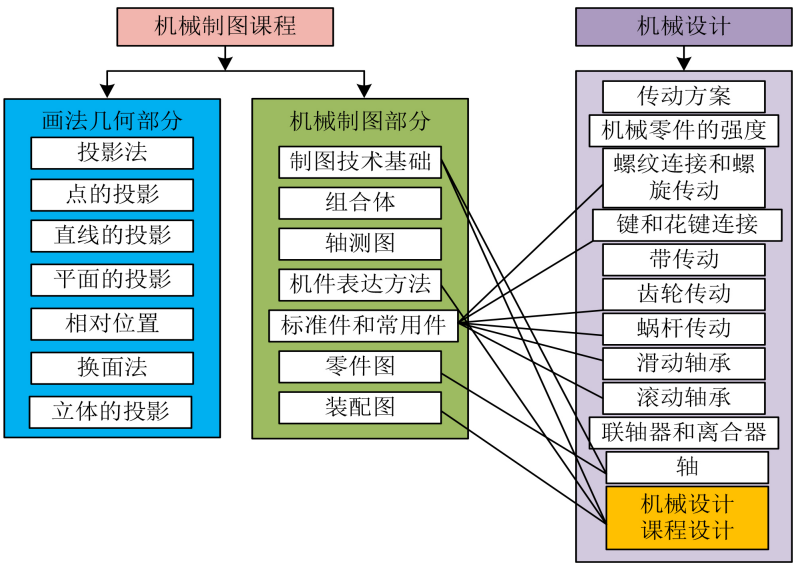 机械制图课程
机械设计
画法几何部分
投影法
点的投影
直线的投影
平面的投影
相对位置
换面法
立体的投影
机械制图部分
制图技术基础
组合体
轴测图
机件表达方法
标准件和常用件
零件图
装配图
传动方案
机械零件的强度
螺纹连接和螺
旋传动
键和花键连接
带传动
齿轮传动
蜗杆传动
滑动轴承
滚动轴承
联轴器和离合器
轴
机械设计
课程设计